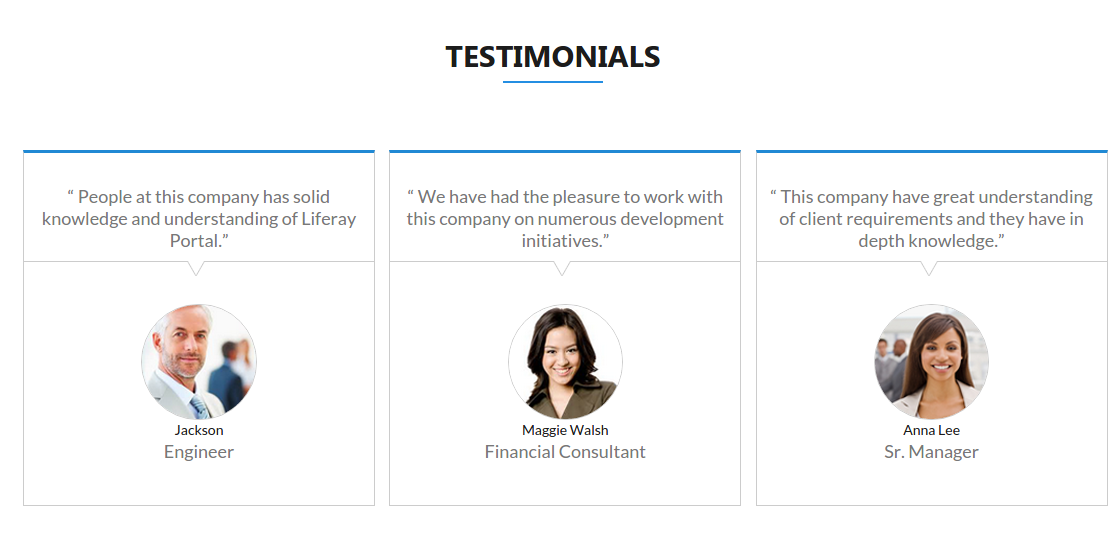 TESTIMONIALS
“ People at this company has solid
knowledge and understanding of Liferay
Portal.”
“ We have had the pleasure to work with
this company on numerous development
initiatives.”
“ This company have great understanding
of client requirements and they have in
depth knowledge.”
Jackson
Engineer
Maggie Walsh
Financial Consultant
Anna Lee
Sr. Manager